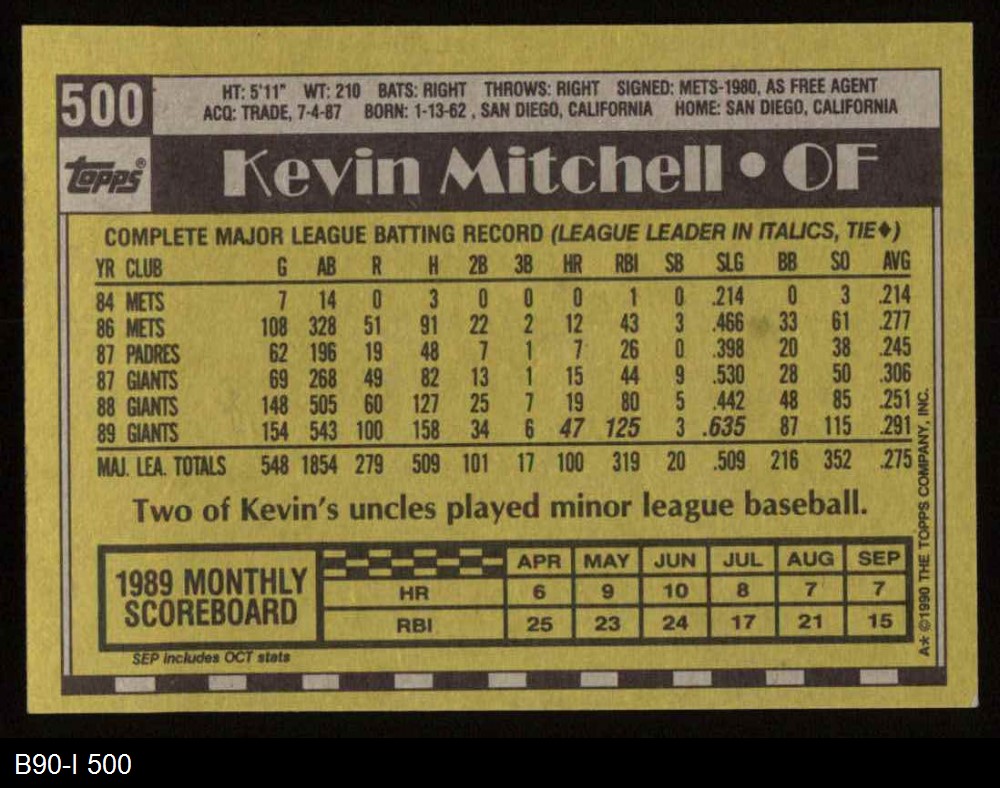 500
HT: 5'11" WT: 210 BATS: RIGHT THROWS: RIGHT SIGNED: METS-1980, AS FREE AGENT
ACQ: TRADE, 7-4-87 BORN: 1-13-62 , SAN DIEGO, CALIFORNIA HOME: SAN DIEGO, CALIFORNIA
Topps®
Kevin Mitchell • OF
COMPLETE MAJOR LEAGUE BATTING RECORD (LEAGUE LEADER IN ITALICS, TIE♦)
YR CLUB G AB R H 2B 3B HR RBI SB SLG BB SO AVG
84 METS 7 14 0 3 0 0 0 1 0 .214 0 3 .214
86 METS 108 328 51 91 22 2 12 43 3 .466 33 61 .277
87 PADRES 62 196 19 48 7 1 7 26 0 .398 20 38 .245
87 GIANTS 69 268 49 82 13 1 15 44 9 .530 28 50 .306
88 GIANTS 148 505 60 127 25 7 19 80 5 .442 48 85 .251
89 GIANTS 154 543 100 158 34 6 47 125 3 .635 87 115 .291
MAJ. LEA. TOTALS 548 1854 279 509 101 17 100 319 20 .509 216 352 .275
Two of Kevin's uncles played minor league baseball.
1989 MONTHLY
SCOREBOARD
APR MAY JUN JUL AUG SEP
HR 6 9 10 8 7 7
RBI 25 23 24 17 21 15
SEP includes OCT stats
A* ©1990 THE TOPPS COMPANY, INC.
B90-I 500